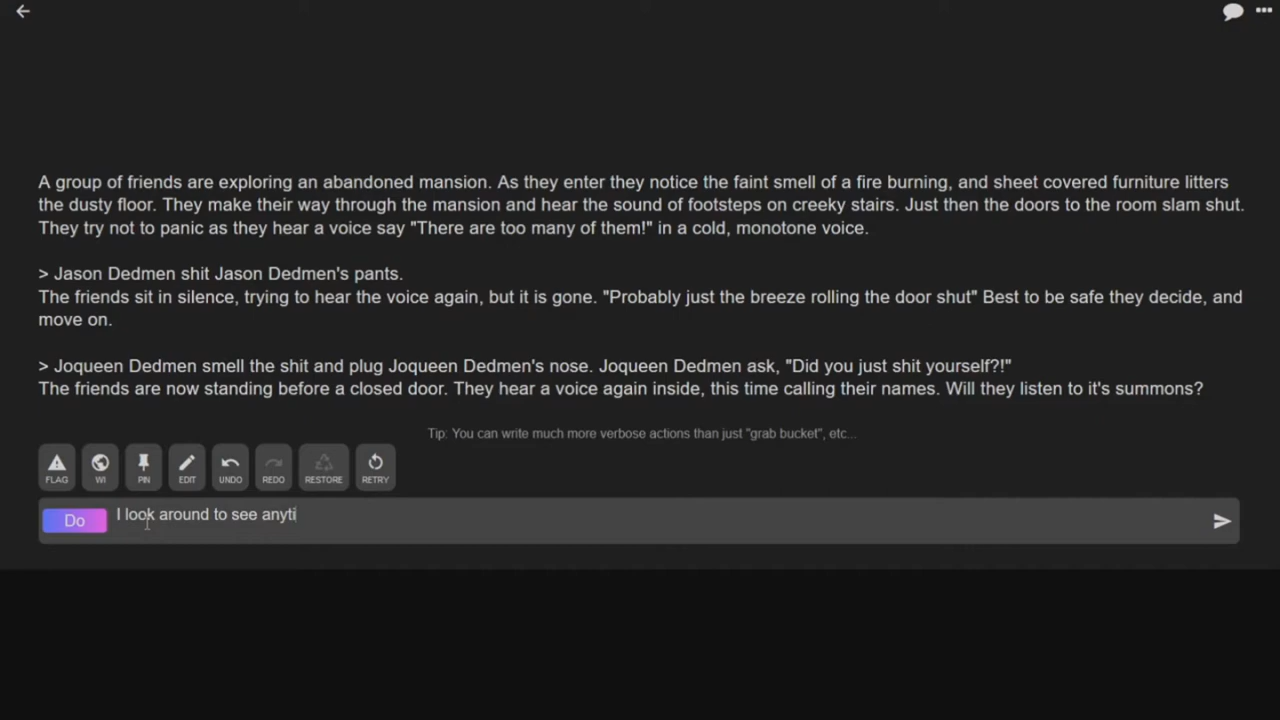 A group of friends are exploring an abandoned mansion. As they enter they notice the faint smell of a fire burning, and sheet covered furniture litters
the dusty floor. They make their way through the mansion and hear the sound of footsteps on creeky stairs. Just then the doors to the room slam shut.
They try not to panic as they hear a voice say "There are too many of them!" in a cold, monotone voice.
> Jason Dedmen shit Jason Dedmen's pants.
The friends sit in silence, trying to hear the voice again, but it is gone. "Probably just the breeze rolling the door shut" Best to be safe they decide, and
move on.
> Joqueen Dedmen smell the shit and plug Joqueen Dedmen's nose. Joqueen Dedmen ask, "Did you just shit yourself?!"
The friends are now standing before a closed door. They hear a voice again inside, this time calling their names. Will they listen to it's summons?
Tip: You can write much more verbose actions than just "grab bucket", etc...
FLAG WI PIN EDIT UNDO REDO RESTORE RETRY
Do I look around to see anyti